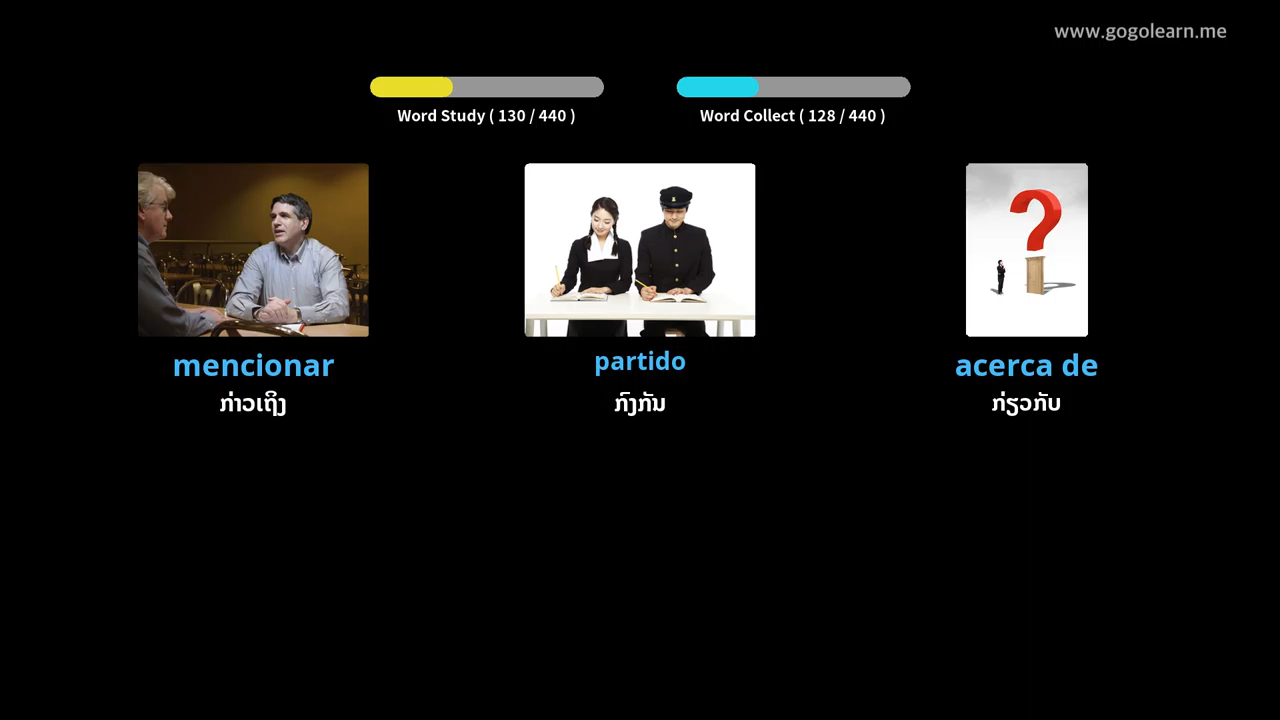 www.gogolearn.me
Word Study ( 130 / 440 )
Word Collect ( 128 / 440 )
mencionar
partido
acerca de
ກ່າວເຖິງ
ກົງກັນ
ກ່ຽວກັບ